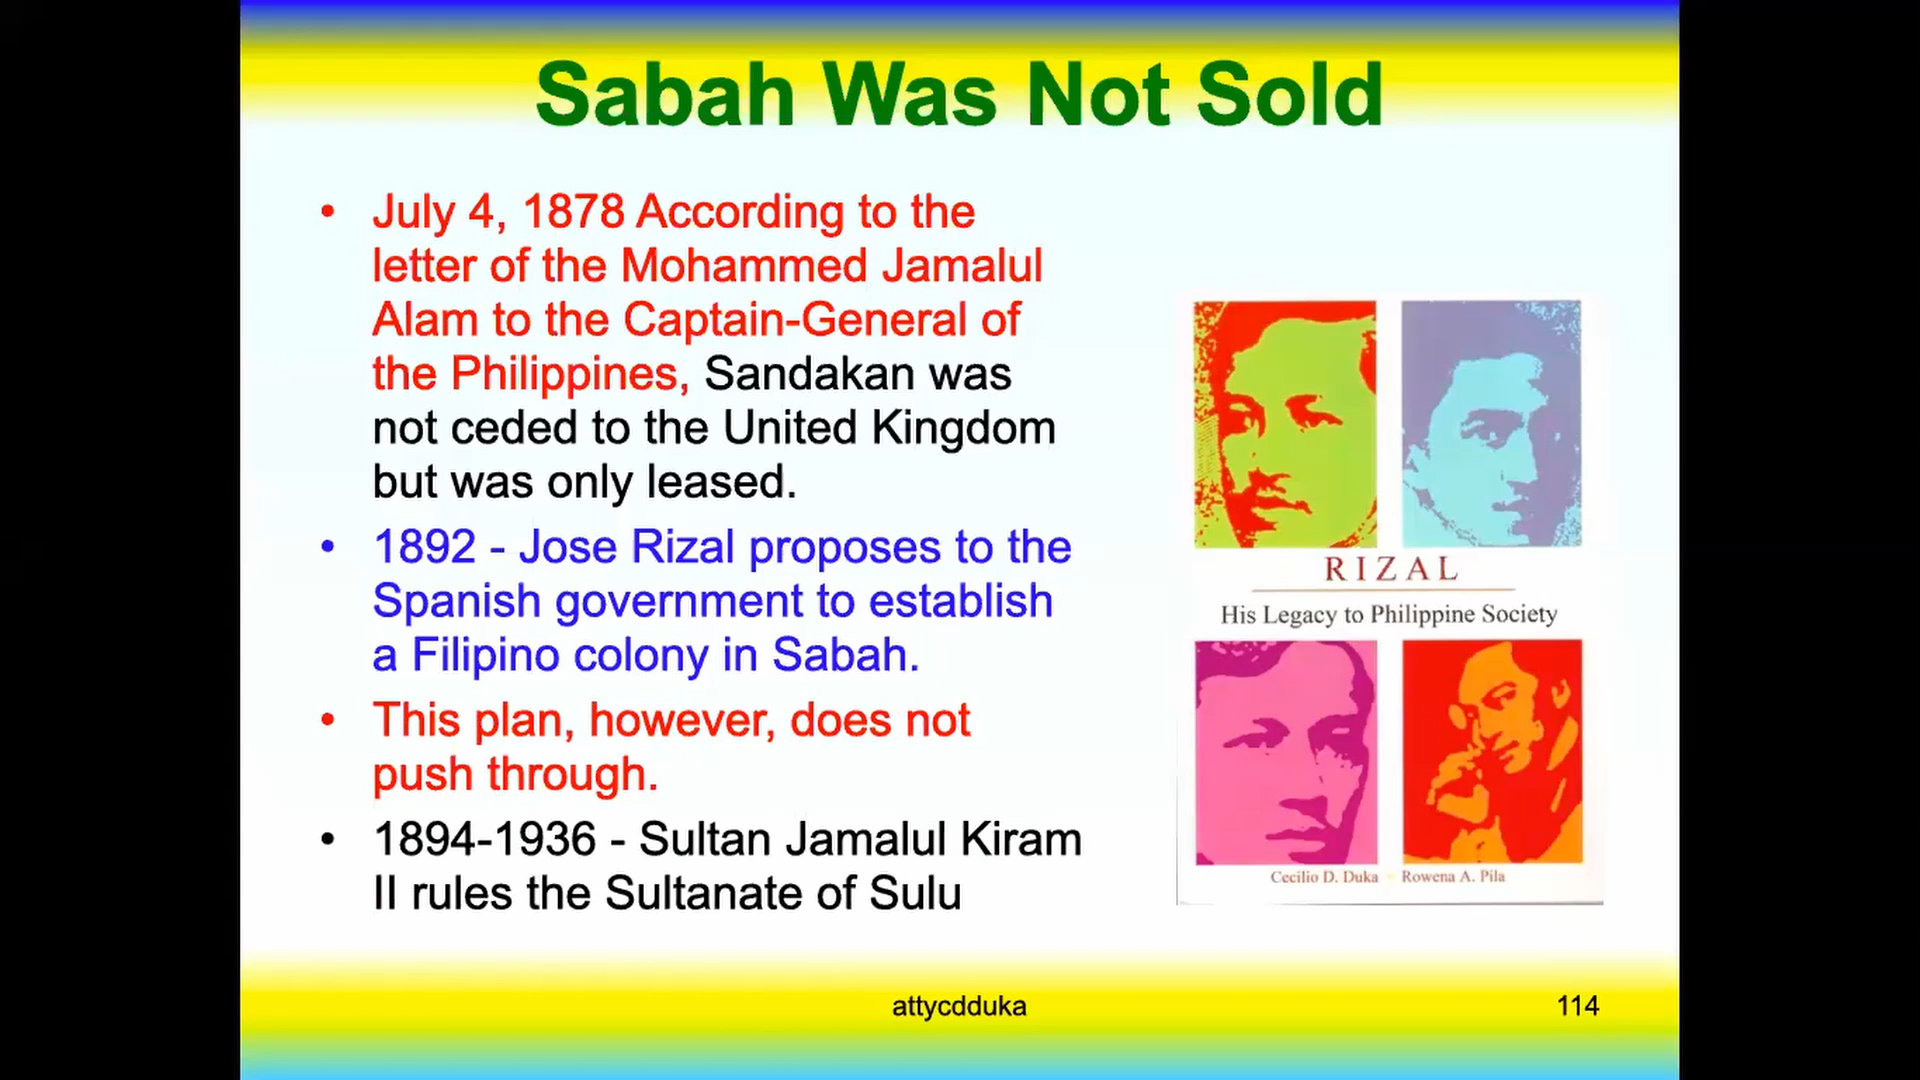 Sabah Was Not Sold
• July 4, 1878 According to the
letter of the Mohammed Jamalul
Alam to the Captain-General of
the Philippines, Sandakan was
not ceded to the United Kingdom
but was only leased.
• 1892 - Jose Rizal proposes to the
Spanish government to establish
a Filipino colony in Sabah.
• This plan, however, does not
push through.
• 1894-1936 - Sultan Jamalul Kiram
II rules the Sultanate of Sulu
RIZAL
His Legacy to Philippine Society
Cecilio D. Duka Rowena A. Pila
attycdduka
114